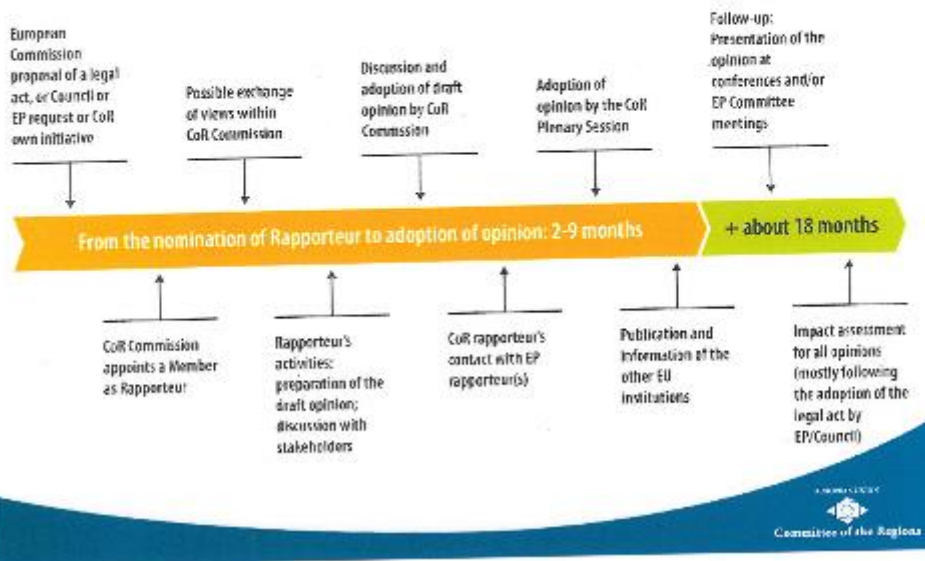 European
Commission
proposal of a legal
act, or Council or
EP request or CoR
own initiative
Possible exchange
of views within
CoR Commission
Discussion and
adoption of draft
opinion by CoR
Commission
Adoption of
opinion by the CoR
Plenary Session
Follow-up:
Presentation of the
opinion at
conferences and/or
EP Committee
meetings
From the nomination of Rapporteur to adoption of opinion: 2-9 months
+ about 18 months
CoR Commission
appoints a Member
as Rapporteur
Rapporteur's
activities:
preparation of the
draft opinion;
discussion with
stakeholders
CoR rapporteur's
contact with EP
rapporteur(s)
Publication and
information of the
other EU
institutions
Impact assessment
for all opinions
(mostly following
the adoption of the
legal act by
EP/Council)
EUROPEAN UNION
Committee of the Regions